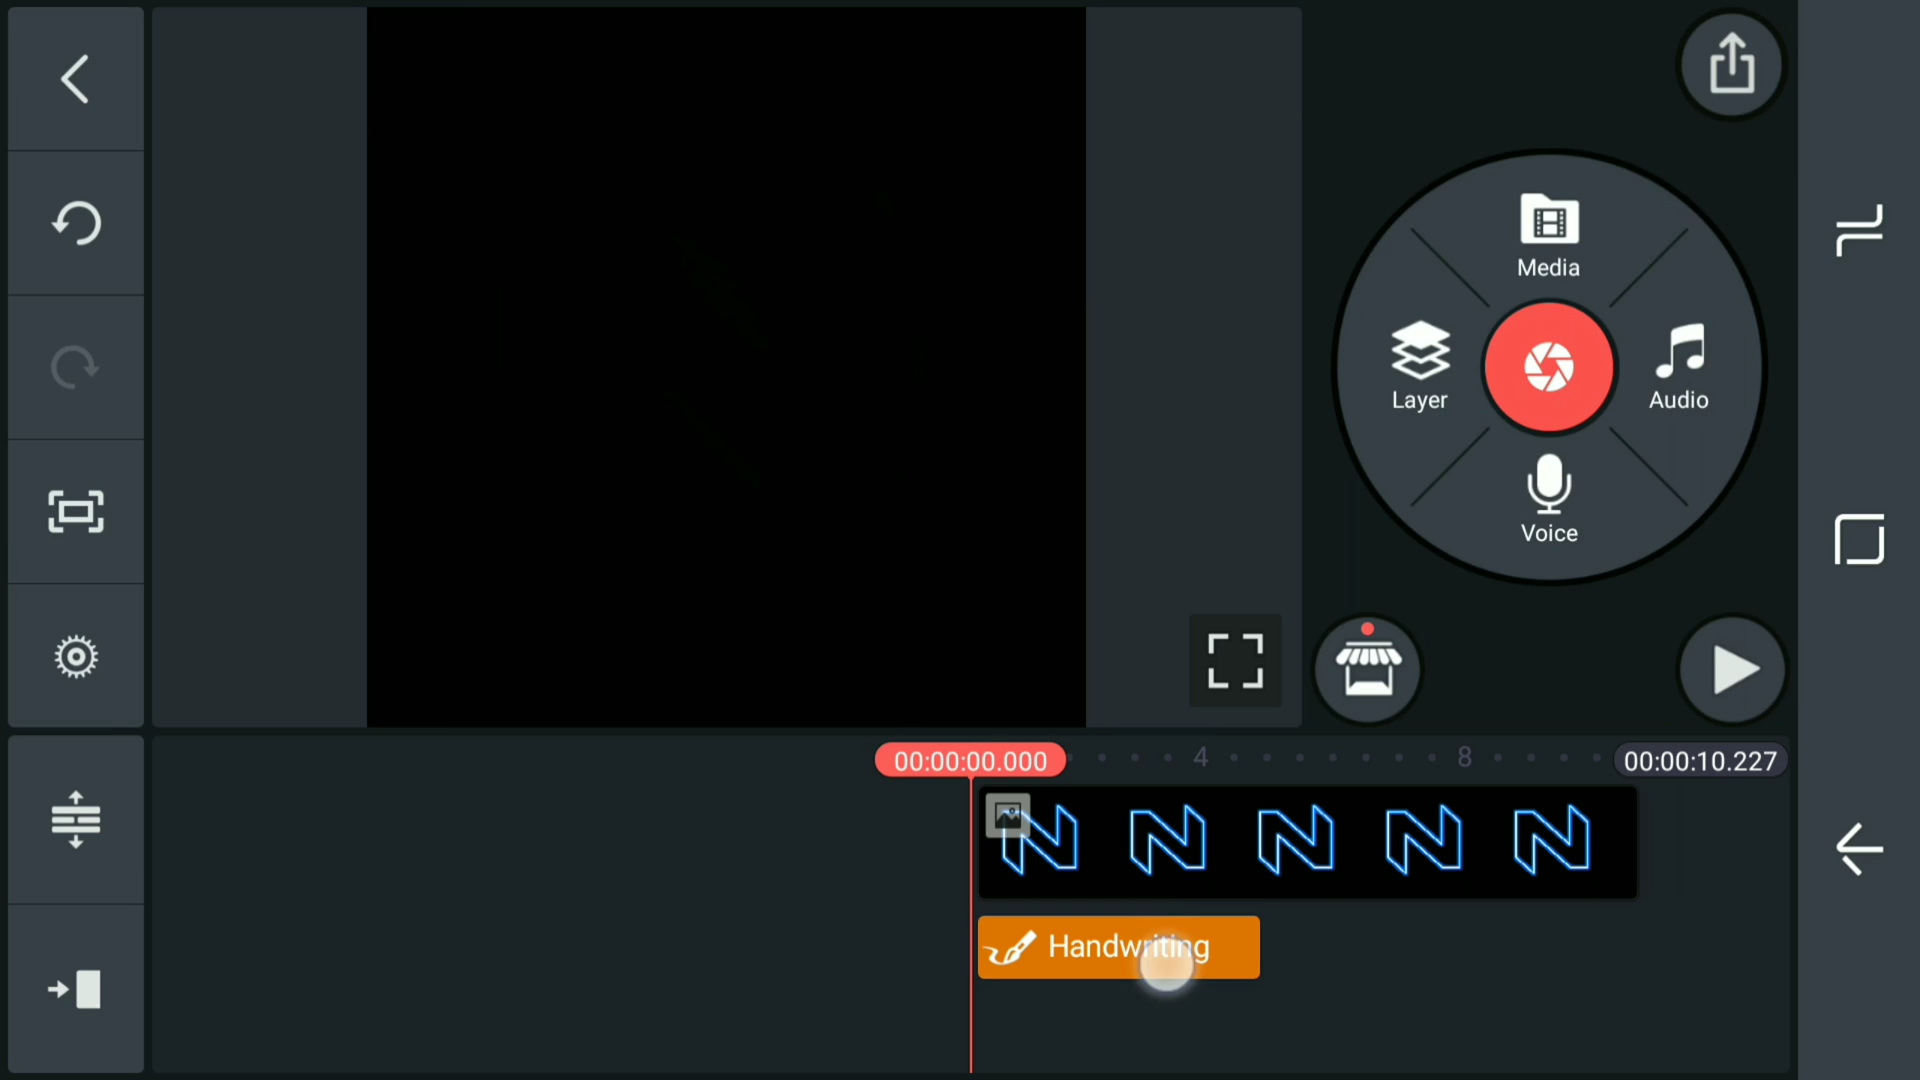 Media
Layer
Audio
Voice
00:00:00.000
4
8
00:00:10.227
N N N N N
Handwriting